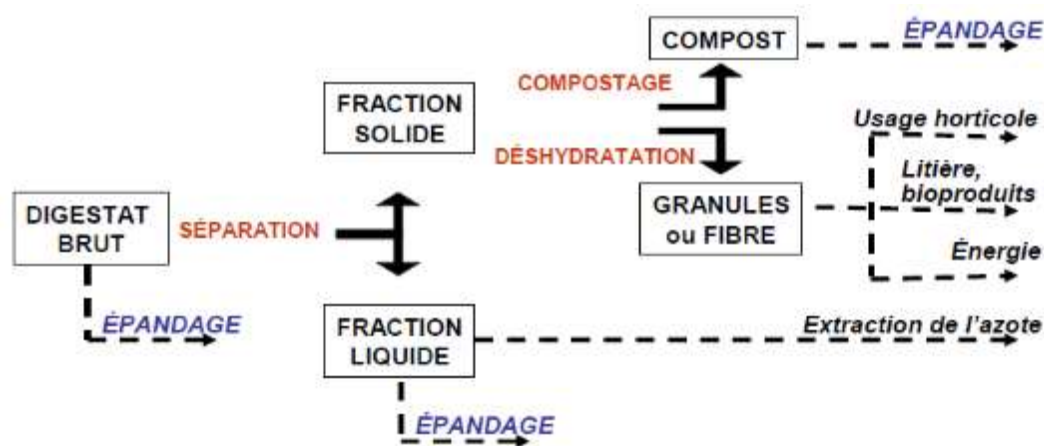 ÉPANDAGE
COMPOST
COMPOSTAGE
FRACTION
SOLIDE
Usage horticole
DÉSHYDRATATION
Litière,
bioproduits
DIGESTAT
BRUT
SÉPARATION
GRANULES
ou FIBRE
Énergie
ÉPANDAGE
FRACTION
LIQUIDE
Extraction de l'azote
ÉPANDAGE